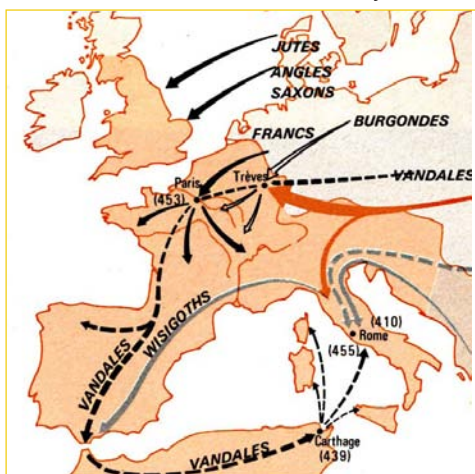 JUTES
ANGLES
SAXONS
FRANCS
BURGONDES
Paris
Trèves
(453)
VANDALES
WISIGOTHS
(410)
Rome
(455)
VANDALES
VANDALES
Carthage
(439)